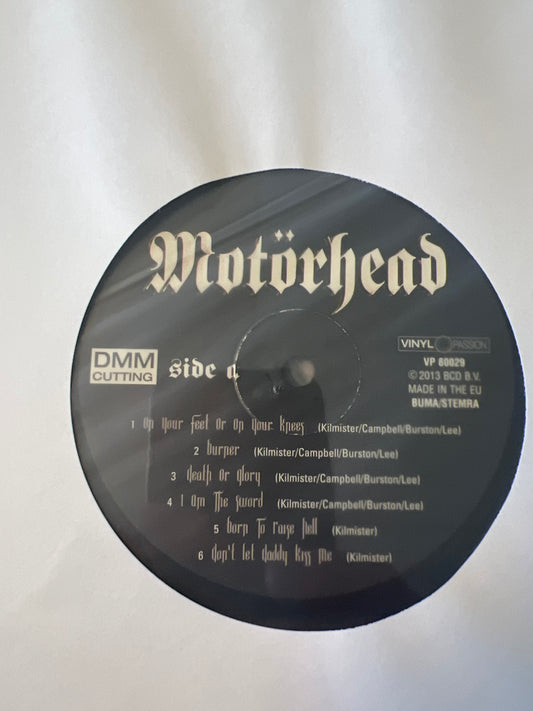 Motörhead
DMM
CUTTING
side a
VINYL PASSION
VP 80029
© 2013 BCD B.V.
MADE IN THE EU
BUMA/STEMRA
1 On Your Feet Or On Your Knees (Kilmister/Campbell/Burston/Lee)
2 Burner (Kilmister/Campbell/Burston/Lee)
3 Death Or Glory (Kilmister/Campbell/Burston/Lee)
4 I Am The Sword (Kilmister/Campbell/Burston/Lee)
5 Born To Raise Hell (Kilmister)
6 Don't Let Daddy Kiss Me (Kilmister)